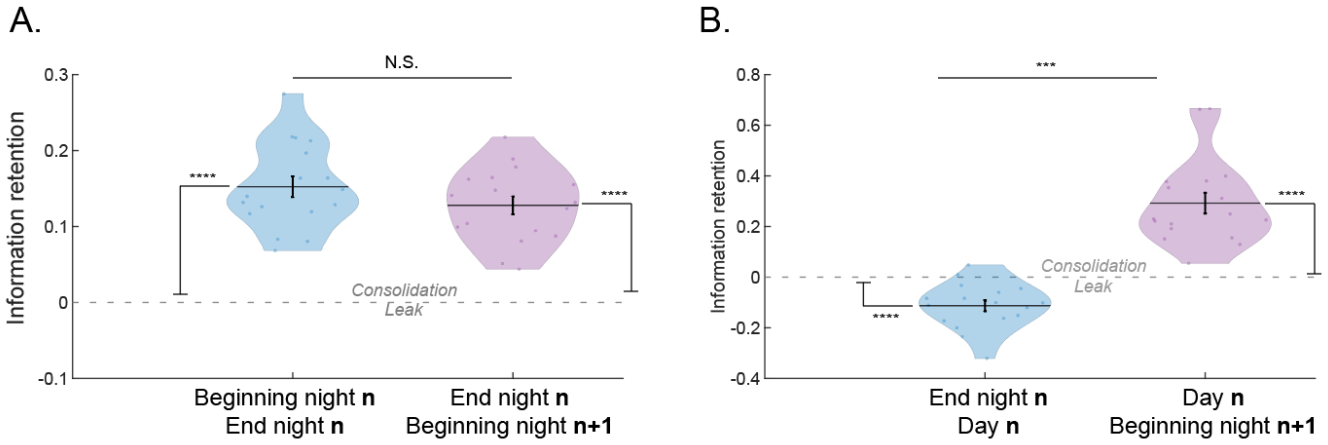 A.
Information retention
0.3
0.2
0.1
0
-0.1
N.S.
****
****
Consolidation
Leak
Beginning night n
End night n
End night n
Beginning night n+1
B.
Information retention
0.8
0.6
0.4
0.2
0
-0.2
-0.4
***
****
****
Consolidation
Leak
End night n
Day n
Day n
Beginning night n+1